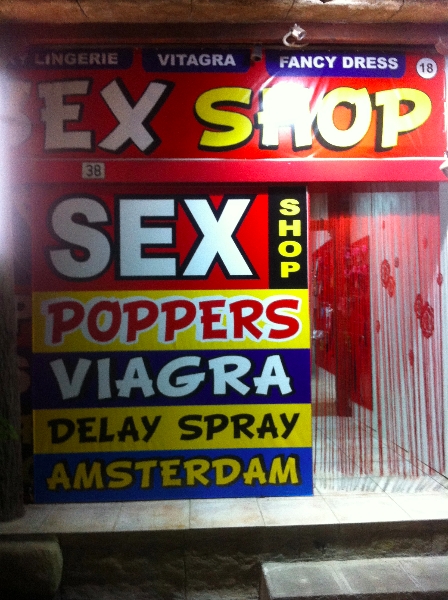 LINGERIE VITAGRA FANCY DRESS 18
SEX SHOP
38
SEX SHOP
POPPERS
VIAGRA
DELAY SPRAY
AMSTERDAM